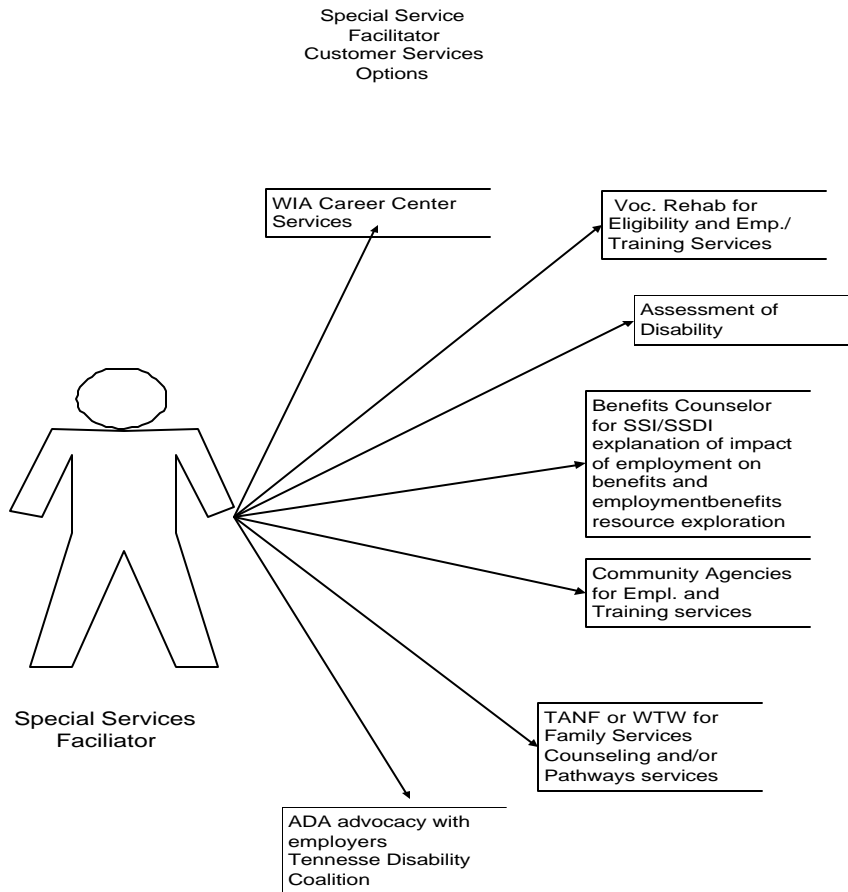 Special Service
Facilitator
Customer Services
Options
WIA Career Center
Services
Voc. Rehab for
Eligibility and Emp./
Training Services
Assessment of
Disability
Benefits Counselor
for SSI/SSDI
explanation of impact
of employment on
benefits and
employmentbenefits
resource exploration
Community Agencies
for Empl. and
Training services
Special Services
Faciliator
TANF or WTW for
Family Services
Counseling and/or
Pathways services
ADA advocacy with
employers
Tennesse Disability
Coalition